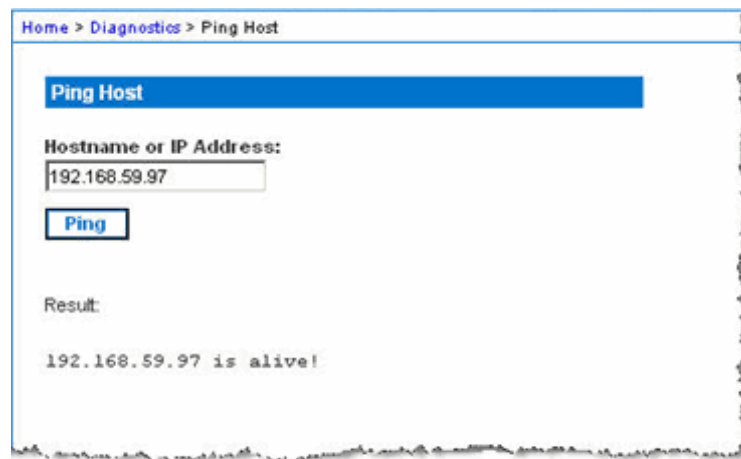 Home > Diagnostics > Ping Host
Ping Host
Hostname or IP Address:
192.168.59.97
Ping
Result:
192.168.59.97 is alive!